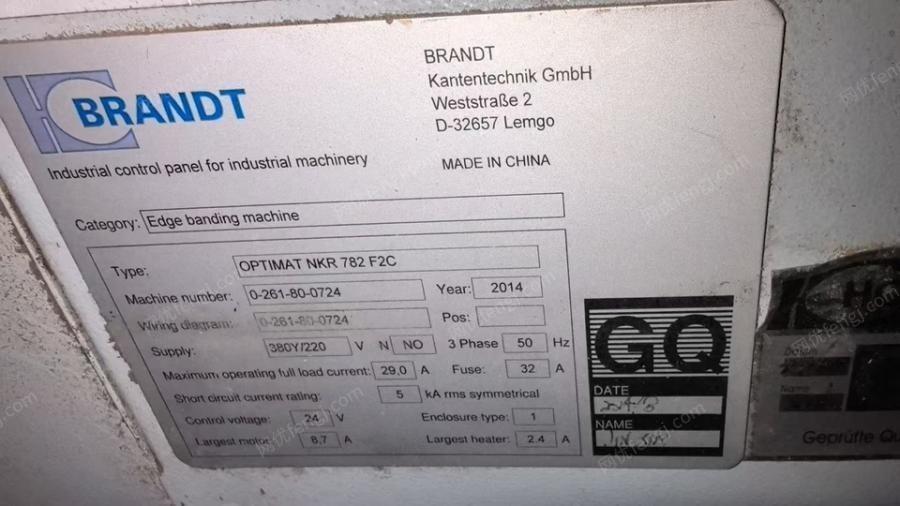 BRANDT
BRANDT
Kantentechnik GmbH
Weststraße 2
D-32657 Lemgo
Industrial control panel for industrial machinery
MADE IN CHINA
Category: Edge banding machine
Type: OPTIMAT NKR 782 F2C
Machine number: 0-261-80-0724 Year: 2014
Wiring diagram: 0-261-80-0724 Pos:
Supply: 380Y/220 V N NO 3 Phase 50 Hz
Maximum operating full load current: 29.0 A Fuse: 32 A
Short circuit current rating: 5 kA rms symmetrical
Control voltage: 24 V Enclosure type: 1
Largest motor: 8.7 A Largest heater: 2.4 A
GQ
DATE
NAME
Geprüfte